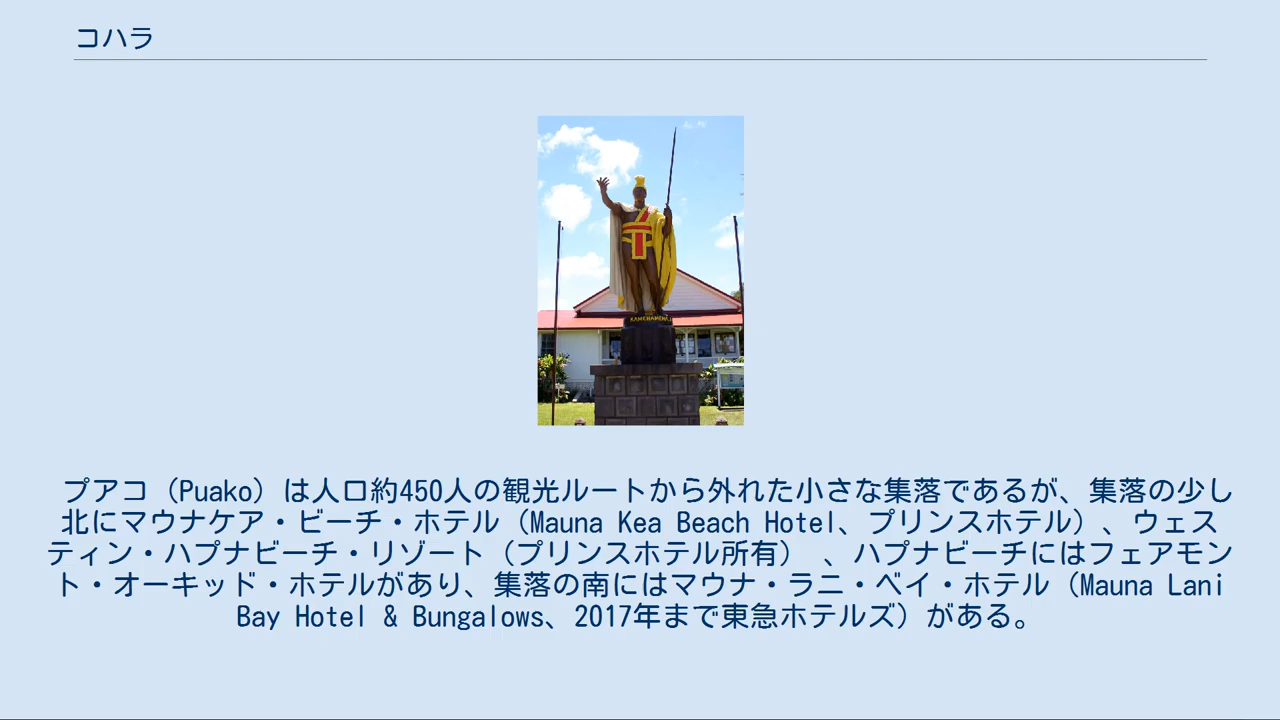 コハラ
KAMEHAMEHA
プアコ（Puako）は人口約450人の観光ルートから外れた小さな集落であるが、集落の少し
北にマウナケア・ビーチ・ホテル（Mauna Kea Beach Hotel、プリンスホテル）、ウェス
ティン・ハプナビーチ・リゾート（プリンスホテル所有） 、ハプナビーチにはフェアモン
ト・オーキッド・ホテルがあり、集落の南にはマウナ・ラニ・ベイ・ホテル（Mauna Lani
Bay Hotel & Bungalows、2017年まで東急ホテルズ）がある。